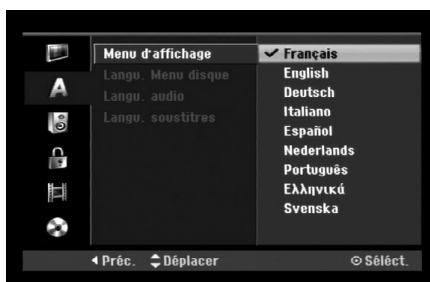 Menu d'affichage
Langu. Menu disque
Langu. audio
Langu. soustitres
✔ Français
English
Deutsch
Italiano
Español
Nederlands
Português
Ελληνικά
Svenska
A
◄ Préc. Déplacer Séléct.